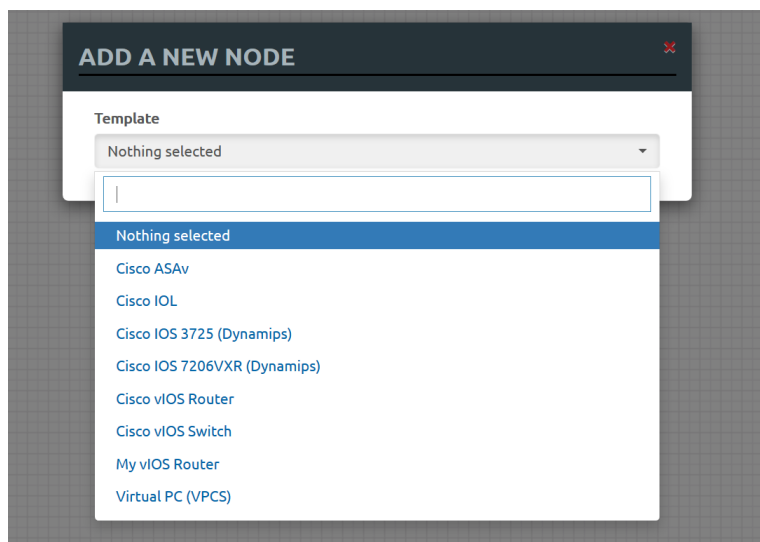 ADD A NEW NODE
Template
Nothing selected
Nothing selected
Cisco ASAv
Cisco IOL
Cisco IOS 3725 (Dynamips)
Cisco IOS 7206VXR (Dynamips)
Cisco vIOS Router
Cisco vIOS Switch
My vIOS Router
Virtual PC (VPCS)